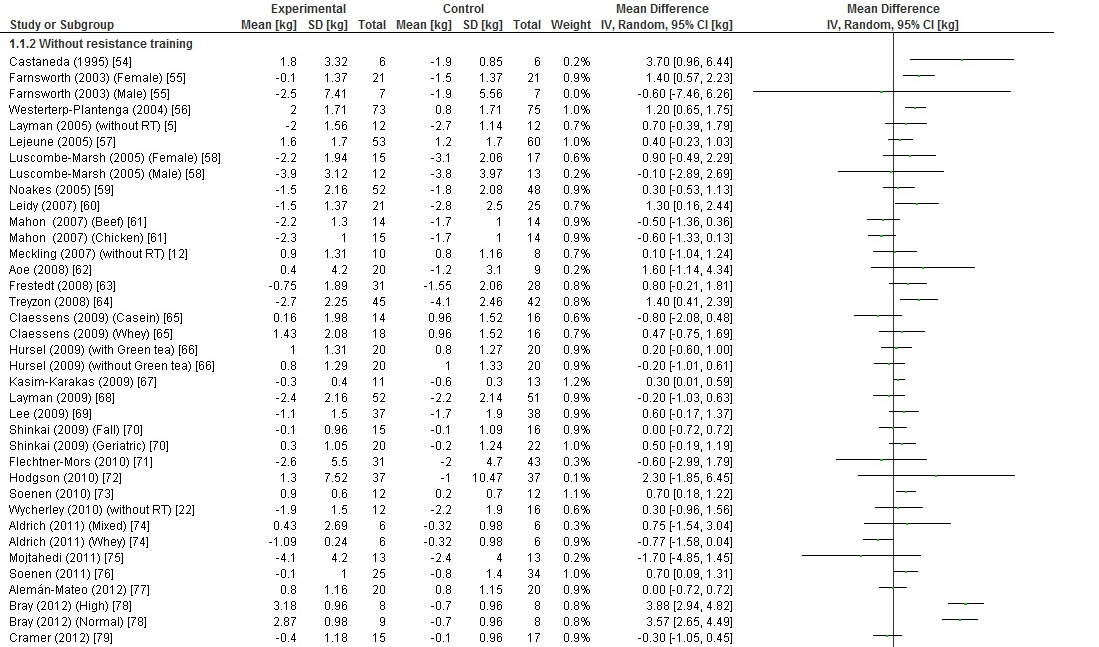 Experimental Control Mean Difference Mean Difference
Study or Subgroup Mean [kg] SD [kg] Total Mean [kg] SD [kg] Total Weight IV, Random, 95% CI [kg] IV, Random, 95% CI [kg]
1.1.2 Without resistance training
Castaneda (1995) [54] 1.8 3.32 6 -1.9 0.85 6 0.2% 3.70 [0.96, 6.44]
Farnsworth (2003) (Female) [55] -0.1 1.37 21 -1.5 1.37 21 0.9% 1.40 [0.57, 2.23]
Farnsworth (2003) (Male) [55] -2.5 7.41 7 -1.9 5.56 7 0.0% -0.60 [-7.46, 6.26]
Westerterp-Plantenga (2004) [56] 2 1.71 73 0.8 1.71 75 1.0% 1.20 [0.65, 1.75]
Layman (2005) (without RT) [5] -2 1.56 12 -2.7 1.14 12 0.7% 0.70 [-0.39, 1.79]
Lejeune (2005) [57] 1.6 1.7 53 1.2 1.7 60 1.0% 0.40 [-0.23, 1.03]
Luscombe-Marsh (2005) (Female) [58] -2.2 1.94 15 -3.1 2.06 17 0.6% 0.90 [-0.49, 2.29]
Luscombe-Marsh (2005) (Male) [58] -3.9 3.12 12 -3.8 3.97 13 0.2% -0.10 [-2.89, 2.69]
Noakes (2005) [59] -1.5 2.16 52 -1.8 2.08 48 0.9% 0.30 [-0.53, 1.13]
Leidy (2007) [60] -1.5 1.37 21 -2.8 2.5 25 0.7% 1.30 [0.16, 2.44]
Mahon (2007) (Beef) [61] -2.2 1.3 14 -1.7 1 14 0.9% -0.50 [-1.36, 0.36]
Mahon (2007) (Chicken) [61] -2.3 1 15 -1.7 1 14 0.9% -0.60 [-1.33, 0.13]
Meckling (2007) (without RT) [12] 0.9 1.31 10 0.8 1.16 8 0.7% 0.10 [-1.04, 1.24]
Aoe (2008) [62] 0.4 4.2 20 -1.2 3.1 9 0.2% 1.60 [-1.14, 4.34]
Frestedt (2008) [63] -0.75 1.89 31 -1.55 2.06 28 0.8% 0.80 [-0.21, 1.81]
Treyzon (2008) [64] -2.7 2.25 45 -4.1 2.46 42 0.8% 1.40 [0.41, 2.39]
Claessens (2009) (Casein) [65] 0.16 1.98 14 0.96 1.52 16 0.6% -0.80 [-2.08, 0.48]
Claessens (2009) (Whey) [65] 1.43 2.08 18 0.96 1.52 16 0.7% 0.47 [-0.75, 1.69]
Hursel (2009) (with Green tea) [66] 1 1.31 20 0.8 1.27 20 0.9% 0.20 [-0.60, 1.00]
Hursel (2009) (without Green tea) [66] 0.8 1.29 20 1 1.33 20 0.9% -0.20 [-1.01, 0.61]
Kasim-Karakas (2009) [67] -0.3 0.4 11 -0.6 0.3 13 1.2% 0.30 [0.01, 0.59]
Layman (2009) [68] -2.4 2.16 52 -2.2 2.14 51 0.9% -0.20 [-1.03, 0.63]
Lee (2009) [69] -1.1 1.5 37 -1.7 1.9 38 0.9% 0.60 [-0.17, 1.37]
Shinkai (2009) (Fall) [70] -0.1 0.96 15 -0.1 1.09 16 0.9% 0.00 [-0.72, 0.72]
Shinkai (2009) (Geriatric) [70] 0.3 1.05 20 -0.2 1.24 22 0.9% 0.50 [-0.19, 1.19]
Flechtner-Mors (2010) [71] -2.6 5.5 31 -2 4.7 43 0.3% -0.60 [-2.99, 1.79]
Hodgson (2010) [72] 1.3 7.52 37 -1 10.47 37 0.1% 2.30 [-1.85, 6.45]
Soenen (2010) [73] 0.9 0.6 12 0.2 0.7 12 1.1% 0.70 [0.18, 1.22]
Wycherley (2010) (without RT) [22] -1.9 1.5 12 -2.2 1.9 16 0.6% 0.30 [-0.96, 1.56]
Aldrich (2011) (Mixed) [74] 0.43 2.69 6 -0.32 0.98 6 0.3% 0.75 [-1.54, 3.04]
Aldrich (2011) (Whey) [74] -1.09 0.24 6 -0.32 0.98 6 0.9% -0.77 [-1.58, 0.04]
Mojtahedi (2011) [75] -4.1 4.2 13 -2.4 4 13 0.2% -1.70 [-4.85, 1.45]
Soenen (2011) [76] -0.1 1 25 -0.8 1.4 34 1.0% 0.70 [0.09, 1.31]
Alemán-Mateo (2012) [77] 0.8 1.16 20 0.8 1.15 20 0.9% 0.00 [-0.72, 0.72]
Bray (2012) (High) [78] 3.18 0.96 8 -0.7 0.96 8 0.8% 3.88 [2.94, 4.82]
Bray (2012) (Normal) [78] 2.87 0.98 9 -0.7 0.96 8 0.8% 3.57 [2.65, 4.49]
Cramer (2012) [79] -0.4 1.18 15 -0.1 0.96 17 0.9% -0.30 [-1.05, 0.45]